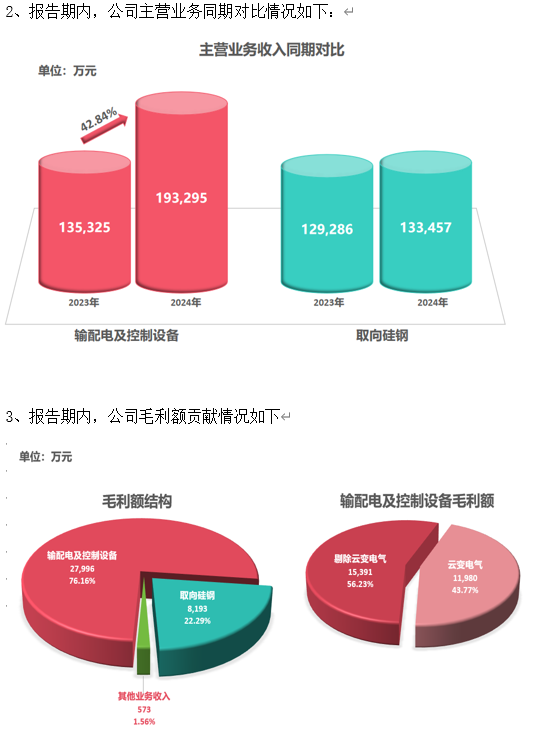 2、报告期内，公司主营业务同期对比情况如下：
主营业务收入同期对比
单位：万元
42.84%
135,325
193,295
129,286
133,457
2023年
2024年
2023年
2024年
输配电及控制设备
取向硅钢
3、报告期内，公司毛利额贡献情况如下
单位：万元
毛利额结构
输配电及控制设备
27,996
76.16%
取向硅钢
8,193
22.29%
其他业务收入
573
1.56%
输配电及控制设备毛利额
剔除云变电气
15,391
56.23%
云变电气
11,980
43.77%